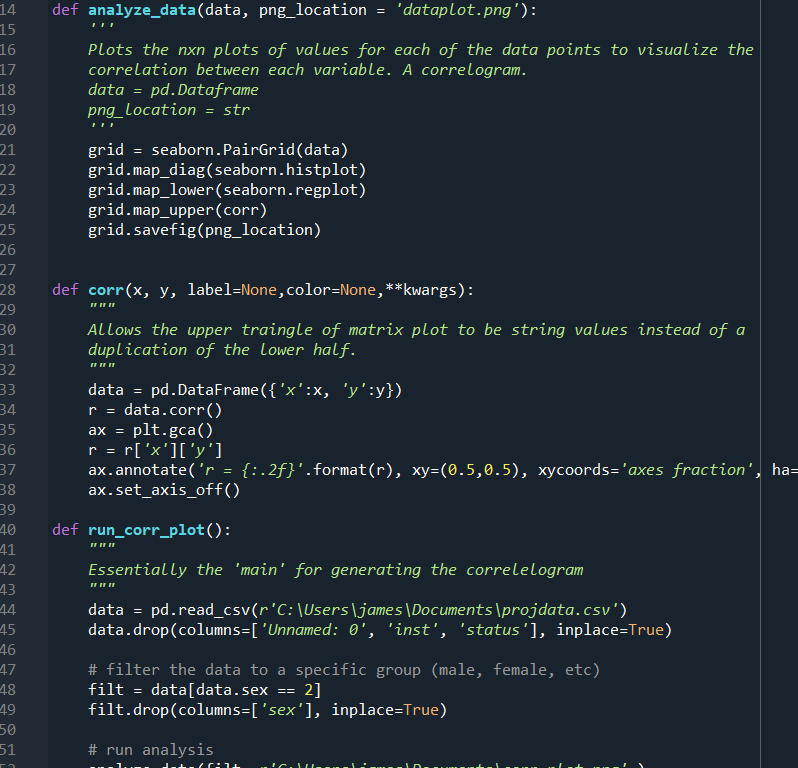 14 def analyze_data(data, png_location = 'dataplot.png'):
15 '''
16 Plots the nxn plots of values for each of the data points to visualize the
17 correlation between each variable. A correlogram.
18 data = pd.Dataframe
19 png_location = str
20 '''
21 grid = seaborn.PairGrid(data)
22 grid.map_diag(seaborn.histplot)
23 grid.map_lower(seaborn.regplot)
24 grid.map_upper(corr)
25 grid.savefig(png_location)
26
27
28 def corr(x, y, label=None,color=None,**kwargs):
29 """
30 Allows the upper traingle of matrix plot to be string values instead of a
31 duplication of the lower half.
32 """
33 data = pd.DataFrame({'x':x, 'y':y})
34 r = data.corr()
35 ax = plt.gca()
36 r = r['x']['y']
37 ax.annotate('r = {:.2f}'.format(r), xy=(0.5,0.5), xycoords='axes fraction', ha=
38 ax.set_axis_off()
39
40 def run_corr_plot():
41 """
42 Essentially the 'main' for generating the correlelogram
43 """
44 data = pd.read_csv(r'C:\Users\james\Documents\projdata.csv')
45 data.drop(columns=['Unnamed: 0', 'inst', 'status'], inplace=True)
46
47 # filter the data to a specific group (male, female, etc)
48 filt = data[data.sex == 2]
49 filt.drop(columns=['sex'], inplace=True)
50
51 # run analysis